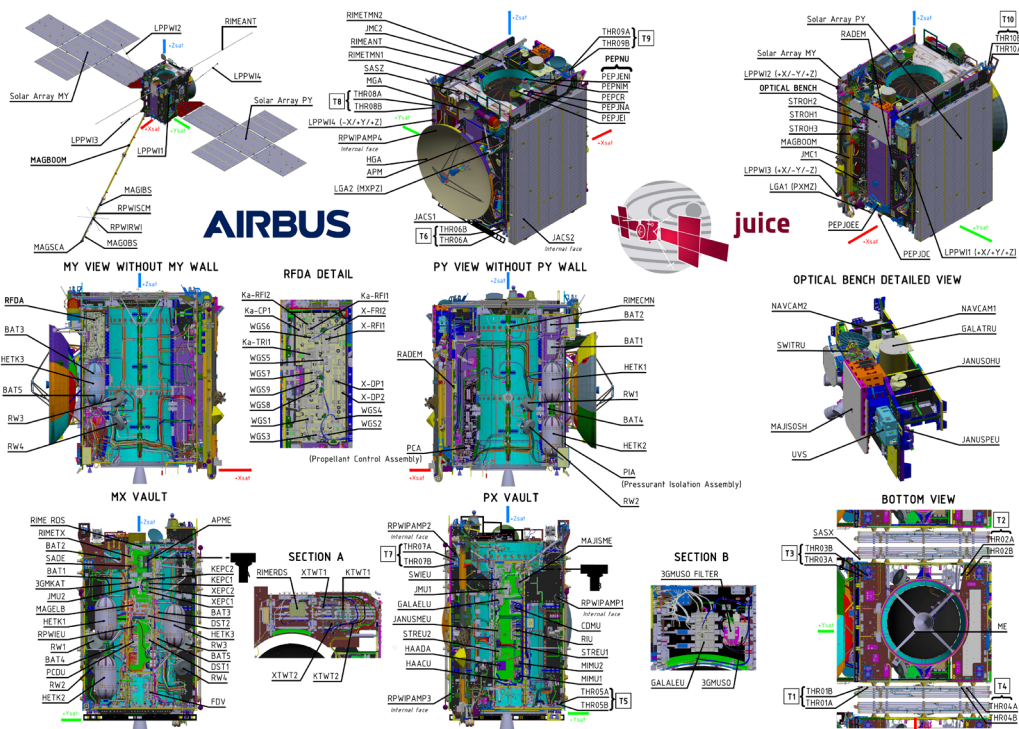 LPPWI2
RIMEANT
+Zsat
LPPWI4
Solar Array MY
Solar Array PY
+Xsat
+Ysat
LPPWI3
LPPWI1
MAGBOOM
MAGIBS
RPWISCM
RPWIRWI
MAGSCA
MAGOBS
RIMETMN2
JMC2
RIMEANT
RIMETMN1
SASZ
MGA
T8
THR08A
THR08B
LPPWI4 (-X/+Y/+Z)
+Ysat
RPWIPAMP4
Internal face
HGA
APM
LGA2 (MXPZ)
JACS1
T6
THR06B
THR06A
+Zsat
THR09A
THR09B
T9
PEPNU
PEPJENI
PEPNIM
PEPCR
PEPJNA
PEPJEI
+Xsat
JACS2
Internal face
Solar Array PY
RADEM
T10
THR10B
THR10A
Solar Array MY
LPPWI2 (+X/-Y/+Z)
OPTICAL BENCH
STROH2
STROH1
STROH3
MAGBOOM
JMC1
LPPWI3 (+X/-Y/-Z)
LGA1 (PXMZ)
PEPJOEE
+Xsat
PEPJDC
+Ysat
LPPWI1 (+X/+Y/-Z)
AIRBUS
juice
MY VIEW WITHOUT MY WALL
+Zsat
RFDA
BAT3
HETK3
BAT5
RW3
RW4
+Xsat
RFDA DETAIL
Ka-RFI2
Ka-CP1
WGS6
Ka-TRI1
WGS5
WGS7
WGS9
WGS8
WGS1
WGS3
Ka-RFI1
X-FRI2
X-RFI1
X-DP1
X-DP2
WGS4
WGS2
PY VIEW WITHOUT PY WALL
+Zsat
RADEM
PCA
(Propellant Control Assembly)
+Xsat
RIMECMN
BAT2
BAT1
HETK1
RW1
BAT4
HETK2
PIA
(Pressurant Isolation Assembly)
RW2
OPTICAL BENCH DETAILED VIEW
NAVCAM2
SWITRU
MAJISOSH
UVS
NAVCAM1
GALATRU
JANUSOHU
JANUSPEU
MX VAULT
+Zsat
RIME RDS
RIMETX
BAT2
SADE
BAT1
3GMKAT
JMU2
MAGELB
HETK1
RPWIEU
RW1
BAT4
PCDU
RW2
HETK2
+Ysat
APME
KEPC2
KEPC1
XEPC2
XEPC1
BAT3
DST2
HETK3
RW3
BAT5
DST1
RW4
FDV
SECTION A
RIMERDS
XTWT1
KTWT1
XTWT2
KTWT2
PX VAULT
+Zsat
RPWIPAMP2
Internal face
T7
THR07A
THR07B
SWIEU
JMU1
GALAELU
JANUSMEU
STREU2
HAADA
HAACU
RPWIPAMP3
Internal face
MAJISME
RPWIPAMP1
Internal face
CDMU
RIU
STREU1
MIMU2
MIMU1
THR05A
THR05B
T5
+Ysat
SECTION B
3GMUSO FILTER
GALALEU
3GMUSO
BOTTOM VIEW
T2
THR02A
THR02B
SASX
T3
THR03B
THR03A
+Ysat
ME
T1
THR01B
THR01A
T4
THR04A
THR04B